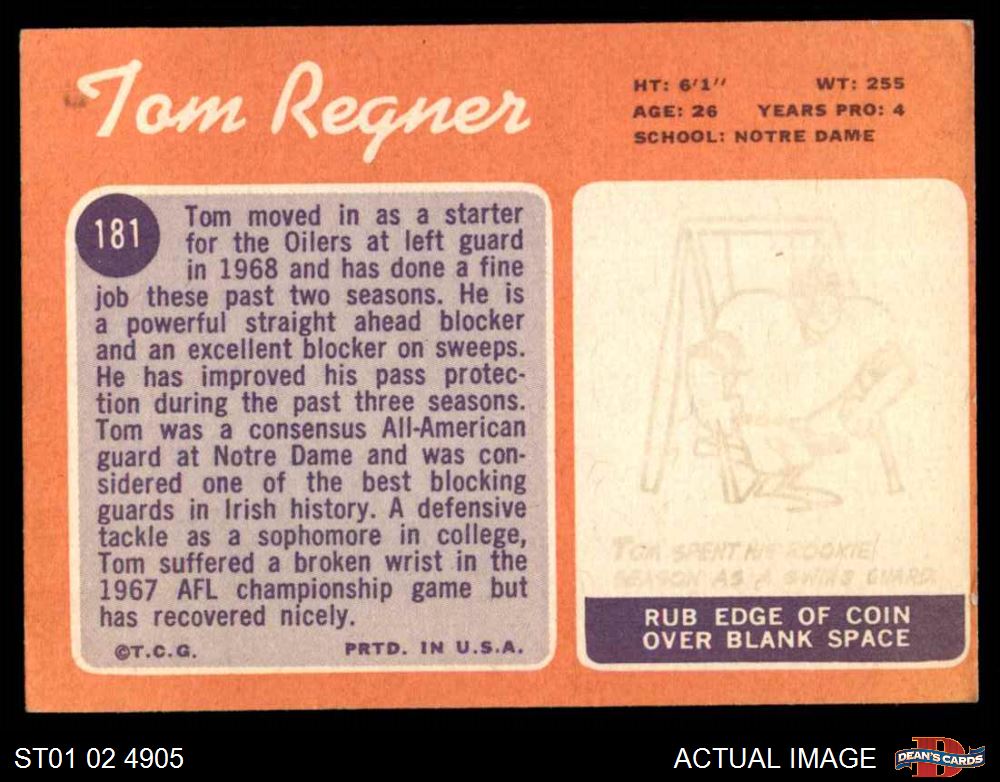 Tom Regner
HT: 6'1" WT: 255
AGE: 26 YEARS PRO: 4
SCHOOL: NOTRE DAME
181
Tom moved in as a starter
for the Oilers at left guard
in 1968 and has done a fine
job these past two seasons. He is
a powerful straight ahead blocker
and an excellent blocker on sweeps.
He has improved his pass protec-
tion during the past three seasons.
Tom was a consensus All-American
guard at Notre Dame and was con-
sidered one of the best blocking
guards in Irish history. A defensive
tackle as a sophomore in college,
Tom suffered a broken wrist in the
1967 AFL championship game but
has recovered nicely.
©T.C.G. PRTD. IN U.S.A.
TOM SPENT HIS ROOKIE
SEASON AS A SWING GUARD
RUB EDGE OF COIN
OVER BLANK SPACE
ST01 02 4905
ACTUAL IMAGE
D
DEAN'S CARDS